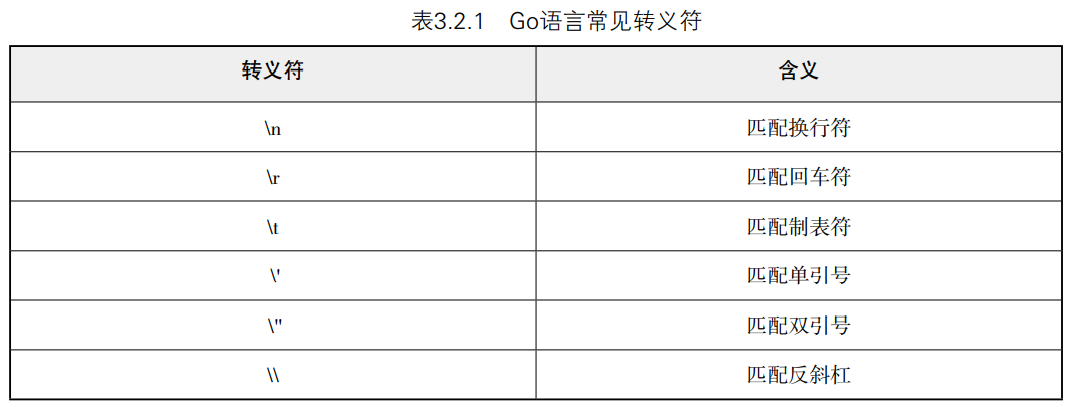 表3.2.1 Go语言常见转义符
转义符 含义
\n 匹配换行符
\r 匹配回车符
\t 匹配制表符
\' 匹配单引号
\" 匹配双引号
\\ 匹配反斜杠